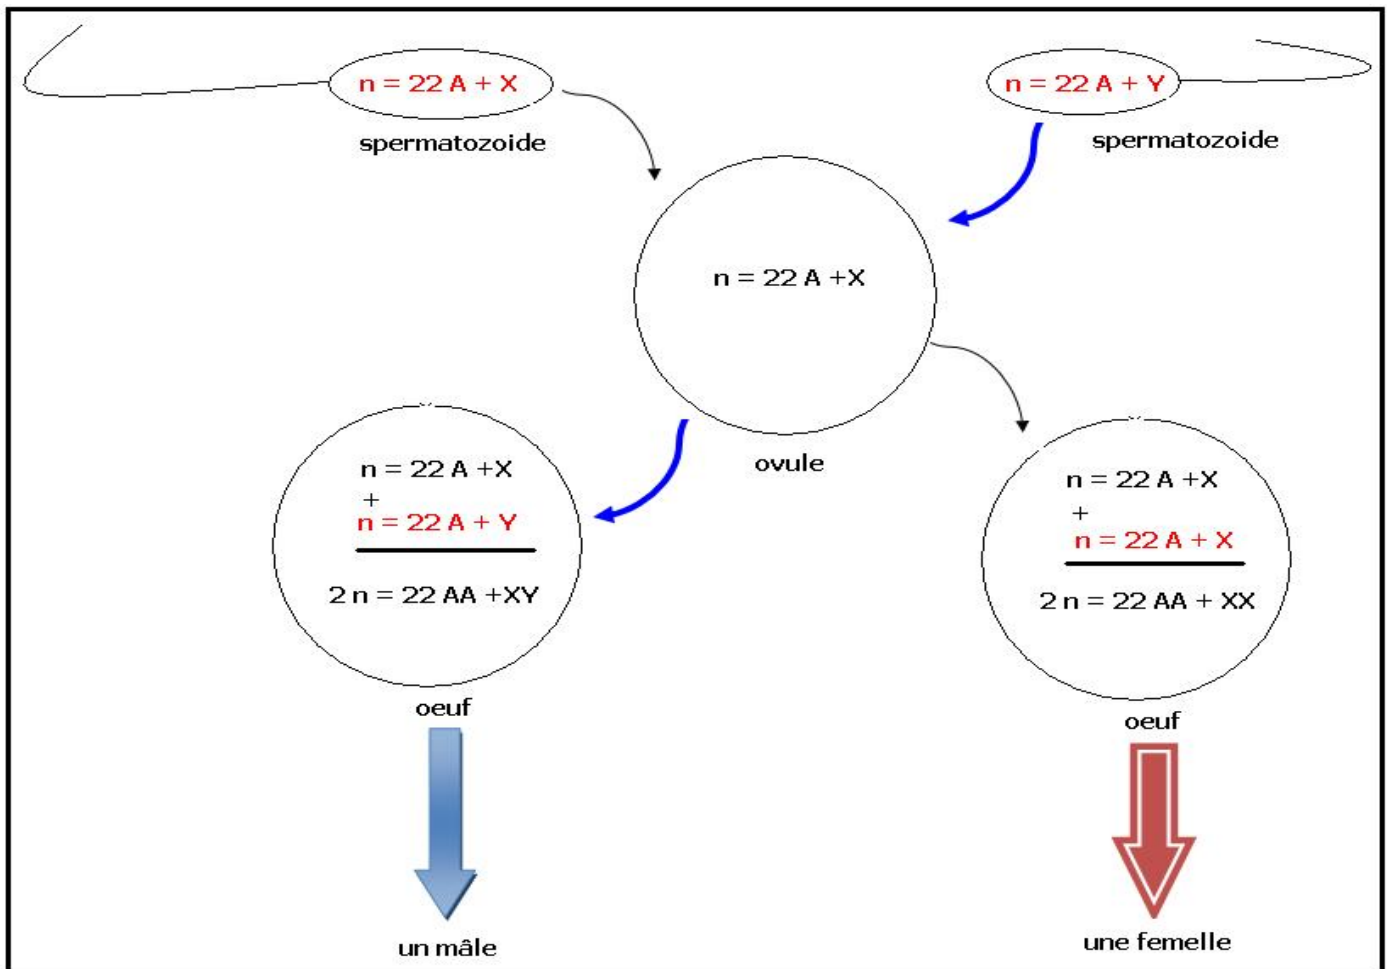 n = 22 A + X
spermatozoide
n = 22 A + Y
spermatozoide
n = 22 A +X
ovule
n = 22 A +X
+
n = 22 A + Y
2 n = 22 AA +XY
oeuf
un mâle
n = 22 A +X
+
n = 22 A + X
2 n = 22 AA + XX
oeuf
une femelle